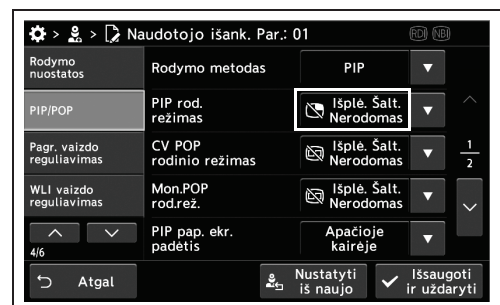 > > Naudotojo išank. Par.: 01 RDI NBI
Rodymo
nuostatos
Rodymo metodas
PIP
PIP/POP
PIP rod.
režimas
Išplė. Šalt.
Nerodomas
Pagr. vaizdo
reguliavimas
CV POP
rodinio režimas
Išplė. Šalt.
Nerodomas
1
2
WLI vaizdo
reguliavimas
Mon.POP
rod.rež.
Išplė. Šalt.
Nerodomas
4/6
PIP pap. ekr.
padėtis
Apačioje
kairėje
Atgal
Nustatyti
iš naujo
Išsaugoti
ir uždaryti